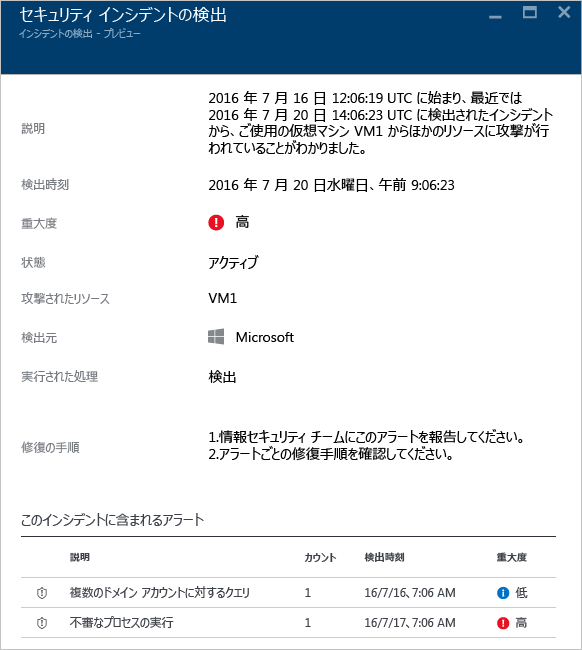 セキュリティ インシデントの検出
インシデントの検出 - プレビュー
説明
2016 年 7 月 16 日 12:06:19 UTC に始まり、最近では
2016 年 7 月 20 日 14:06:23 UTC に検出されたインシデント
から、ご使用の仮想マシン VM1 からほかのリソースに攻撃が行
われていることがわかりました。
検出時刻 2016 年 7 月 20 日水曜日、午前 9:06:23
重大度 高
状態 アクティブ
攻撃されたリソース VM1
検出元 Microsoft
実行された処理 検出
修復の手順
1.情報セキュリティ チームにこのアラートを報告してください。
2.アラートごとの修復手順を確認してください。
このインシデントに含まれるアラート
説明 カウント 検出時刻 重大度
複数のドメイン アカウントに対するクエリ 1 16/7/16、7:06 AM 低
不審なプロセスの実行 1 16/7/17、7:06 AM 高